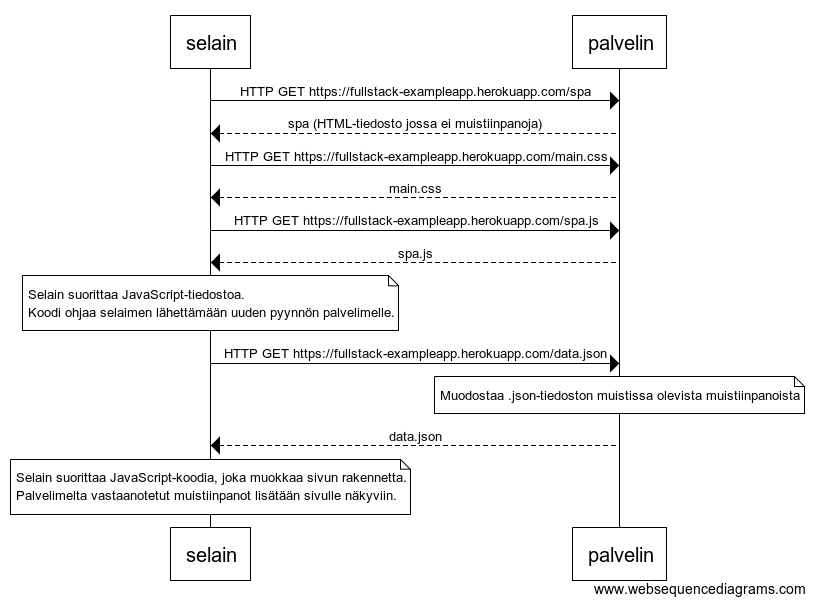 selain palvelin
HTTP GET https://fullstack-exampleapp.herokuapp.com/spa
spa (HTML-tiedosto jossa ei muistiinpanoja)
HTTP GET https://fullstack-exampleapp.herokuapp.com/main.css
main.css
HTTP GET https://fullstack-exampleapp.herokuapp.com/spa.js
spa.js
Selain suorittaa JavaScript-tiedostoa.
Koodi ohjaa selaimen lähettämään uuden pyynnön palvelimelle.
HTTP GET https://fullstack-exampleapp.herokuapp.com/data.json
Muodostaa .json-tiedoston muistissa olevista muistiinpanoista
data.json
Selain suorittaa JavaScript-koodia, joka muokkaa sivun rakennetta.
Palvelimelta vastaanotetut muistiinpanot lisätään sivulle näkyviin.
selain palvelin
www.websequencediagrams.com